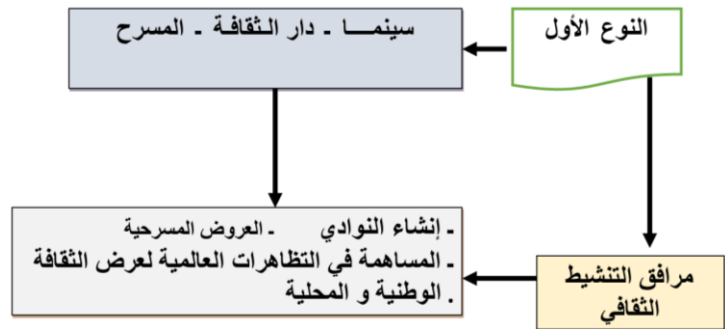 النوع الأول
سينمـــا ـ دار الـثقافـة ـ المسرح
ـ إنشاء النوادي ـ العروض المسرحية
ـ المساهمة في التظاهرات العالمية لعرض الثقافة
الوطنية و المحلية .
مرافق التنشيط
الثقافي